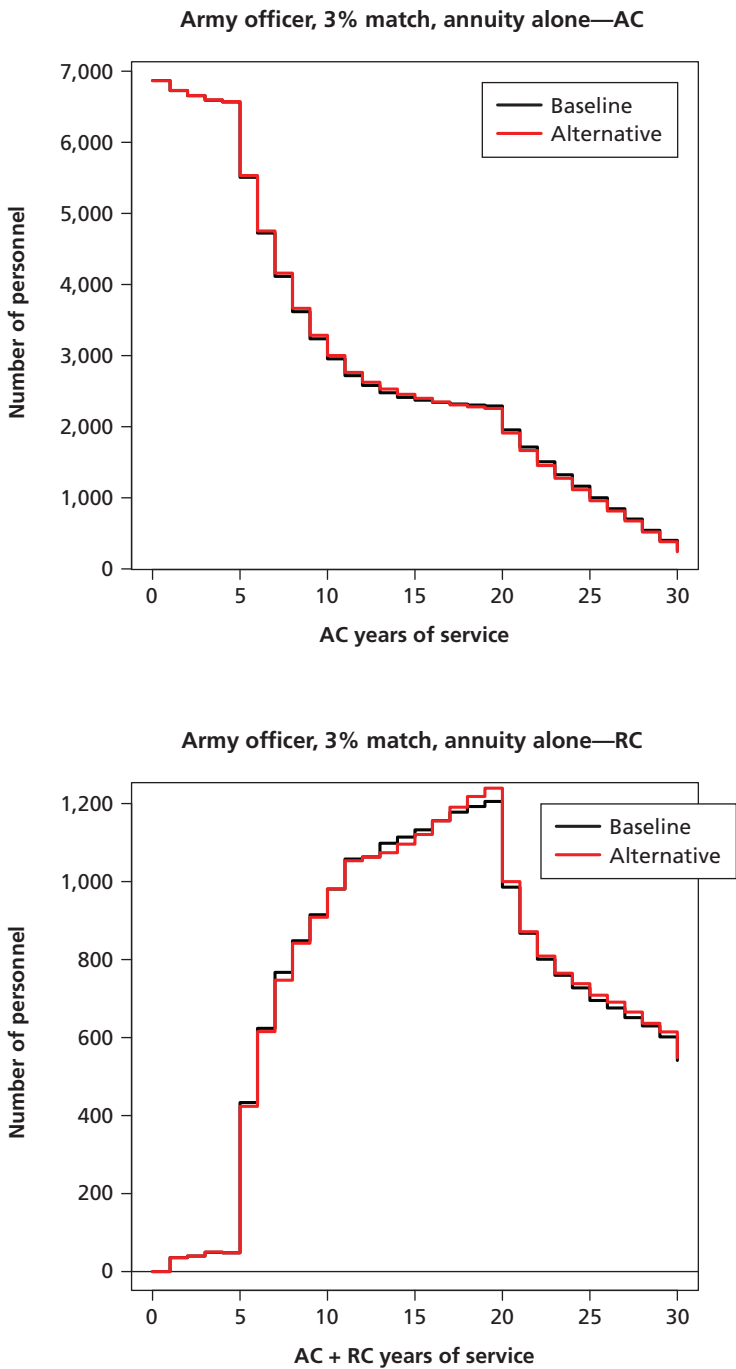 Army officer, 3% match, annuity alone—AC
7,000
6,000
5,000
4,000
3,000
2,000
1,000
0
Number of personnel
Baseline
Alternative
0 5 10 15 20 25 30
AC years of service
Army officer, 3% match, annuity alone—RC
1,200
1,000
800
600
400
200
0
Number of personnel
Baseline
Alternative
0 5 10 15 20 25 30
AC + RC years of service